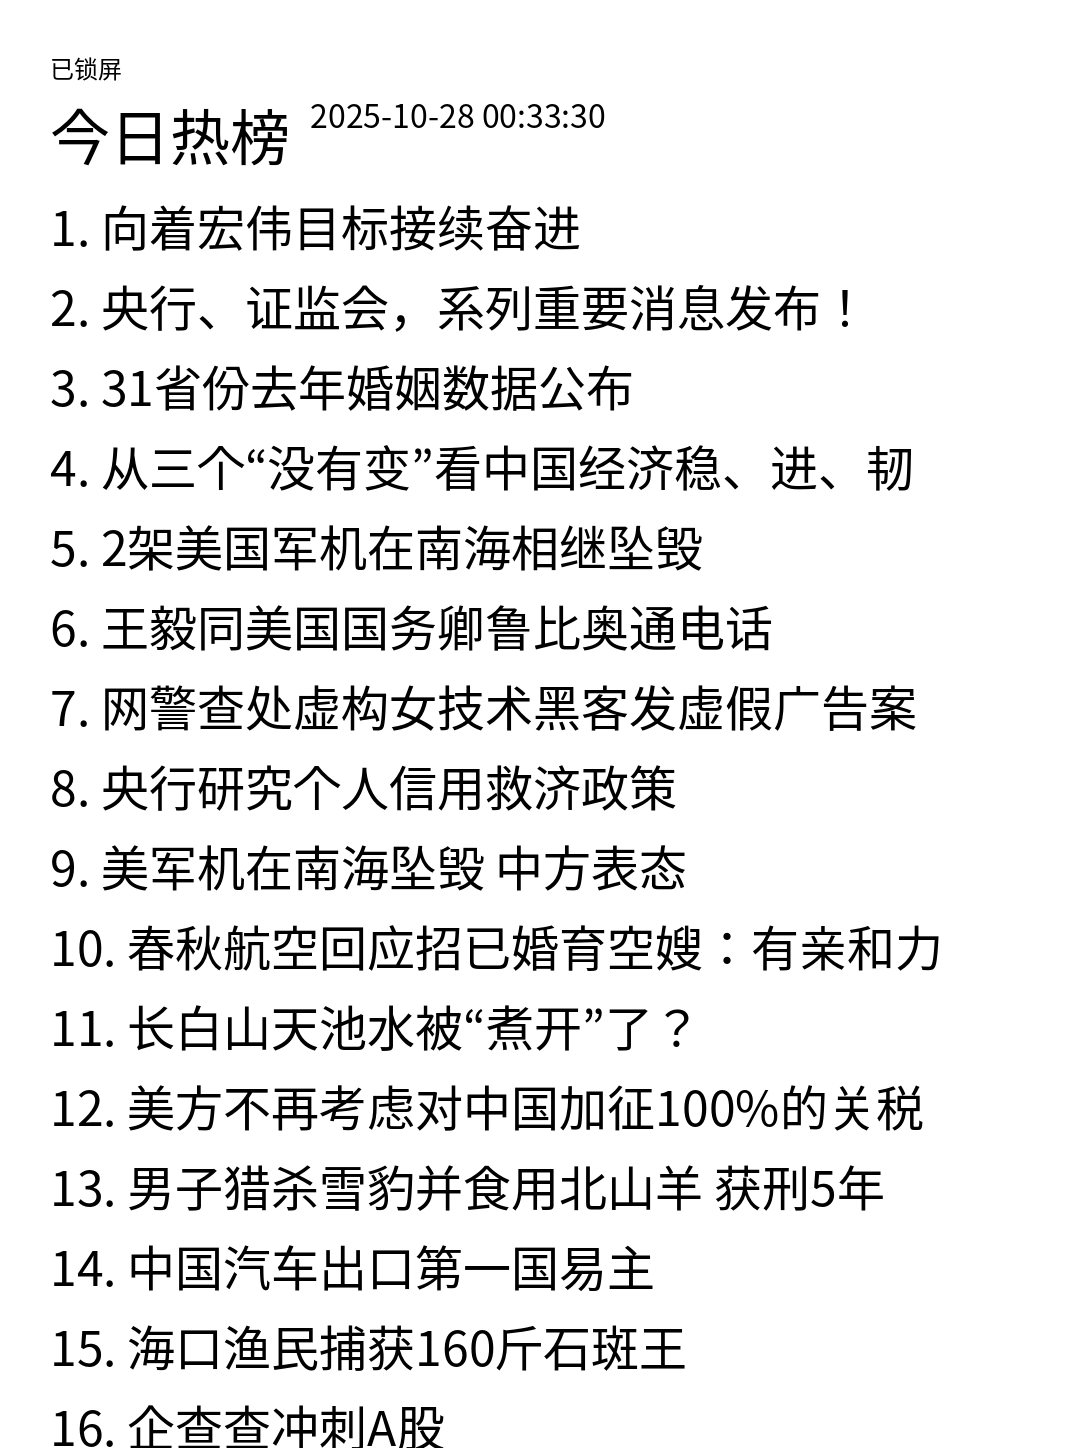 已锁屏
今日热榜 2025-10-28 00:33:30
1. 向着宏伟目标接续奋进
2. 央行、证监会，系列重要消息发布！
3. 31省份去年婚姻数据公布
4. 从三个“没有变”看中国经济稳、进、韧
5. 2架美国军机在南海相继坠毁
6. 王毅同美国国务卿鲁比奥通电话
7. 网警查处虚构女技术黑客发虚假广告案
8. 央行研究个人信用救济政策
9. 美军机在南海坠毁 中方表态
10. 春秋航空回应招已婚育空嫂：有亲和力
11. 长白山天池水被“煮开”了？
12. 美方不再考虑对中国加征100%的关税
13. 男子猎杀雪豹并食用北山羊 获刑5年
14. 中国汽车出口第一国易主
15. 海口渔民捕获160斤石斑王
16. 企查查冲刺A股